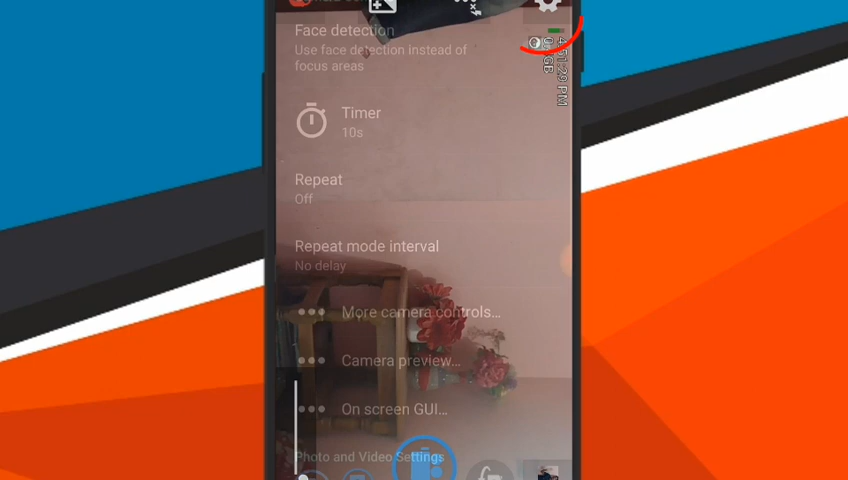 Face detection
Use face detection instead of
focus areas
Timer
10s
Repeat
Off
Repeat mode interval
No delay
More camera controls...
Camera preview...
On screen GUI...
Photo and Video Settings